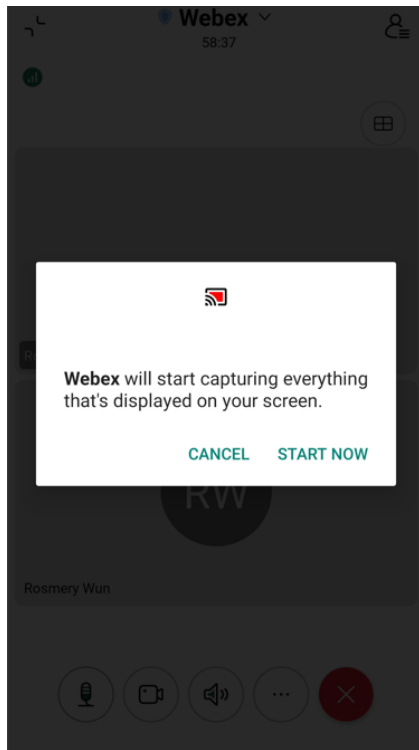 Webex
58:37
Webex will start capturing everything
that's displayed on your screen.
CANCEL START NOW
RW
Rosmery Wun